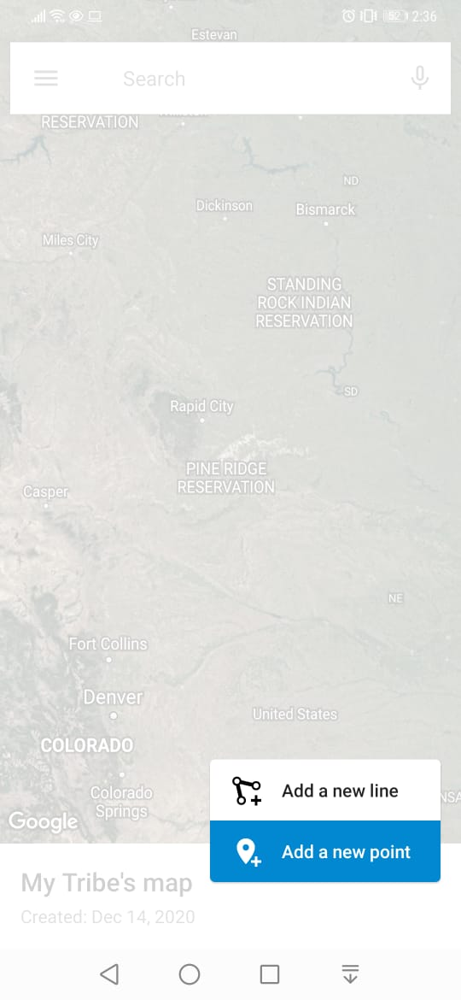 52
2:36
Estevan
Search
RESERVATION
ND
Dickinson
Bismarck
Miles City
STANDING
ROCK INDIAN
RESERVATION
SD
Rapid City
PINE RIDGE
RESERVATION
Casper
NE
Fort Collins
Denver
United States
COLORADO
Colorado
Springs
Google
Add a new line
Add a new point
My Tribe's map
Created: Dec 14, 2020